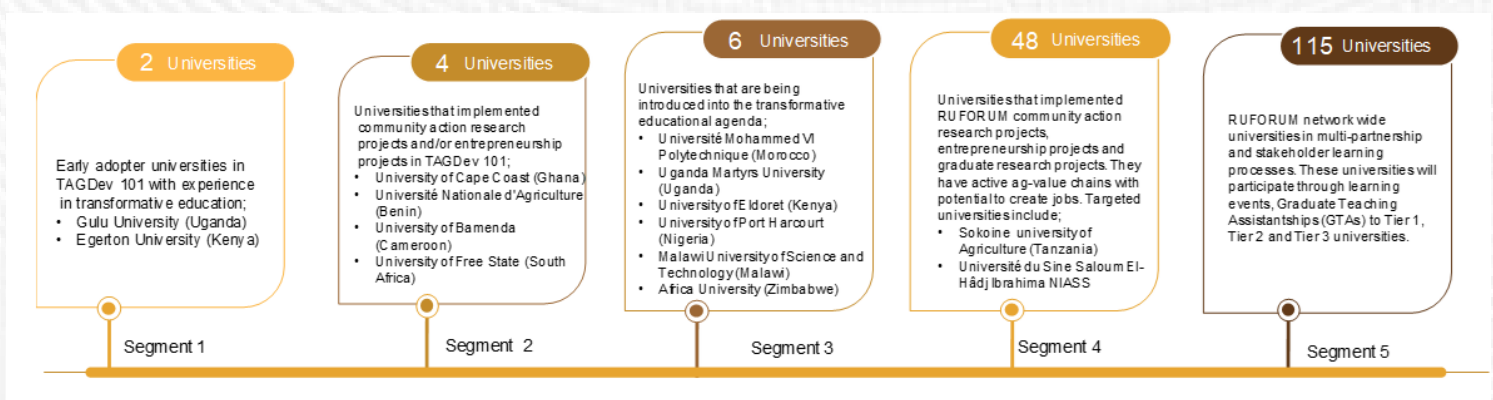 2 Universities
Early adopter universities in
TAGDev 101 with experience
in transformative education;
• Gulu University (Uganda)
• Egerton University (Kenya)
Segment 1
4 Universities
Universities that implemented
community action research
projects and/or entrepreneurship
projects in TAGDev 101;
• University of Cape Coast (Ghana)
• Université Nationale d'Agriculture
(Benin)
• University of Bamenda
(Cameroon)
• University of Free State (South
Africa)
Segment 2
6 Universities
Universities that are being
introduced into the transformative
educational agenda;
• Université Mohammed VI
Polytechnique (Morocco)
• Uganda Martyrs University
(Uganda)
• University of Eldoret (Kenya)
• University of Port Harcourt
(Nigeria)
• Malawi University of Science and
Technology (Malawi)
• Africa University (Zimbabwe)
Segment 3
48 Universities
Universities that implemented
RUFORUM community action
research projects,
entrepreneurship projects and
graduate research projects. They
have active ag-value chains with
potential to create jobs. Targeted
universities include;
• Sokoine university of
Agriculture (Tanzania)
• Université du Sine Saloum El-
Hâdj Ibrahima NIASS
Segment 4
115 Universities
RUFORUM network wide
universities in multi-partnership
and stakeholder learning
processes. These universities will
participate through learning
events, Graduate Teaching
Assistantships (GTAs) to Tier 1,
Tier 2 and Tier 3 universities.
Segment 5